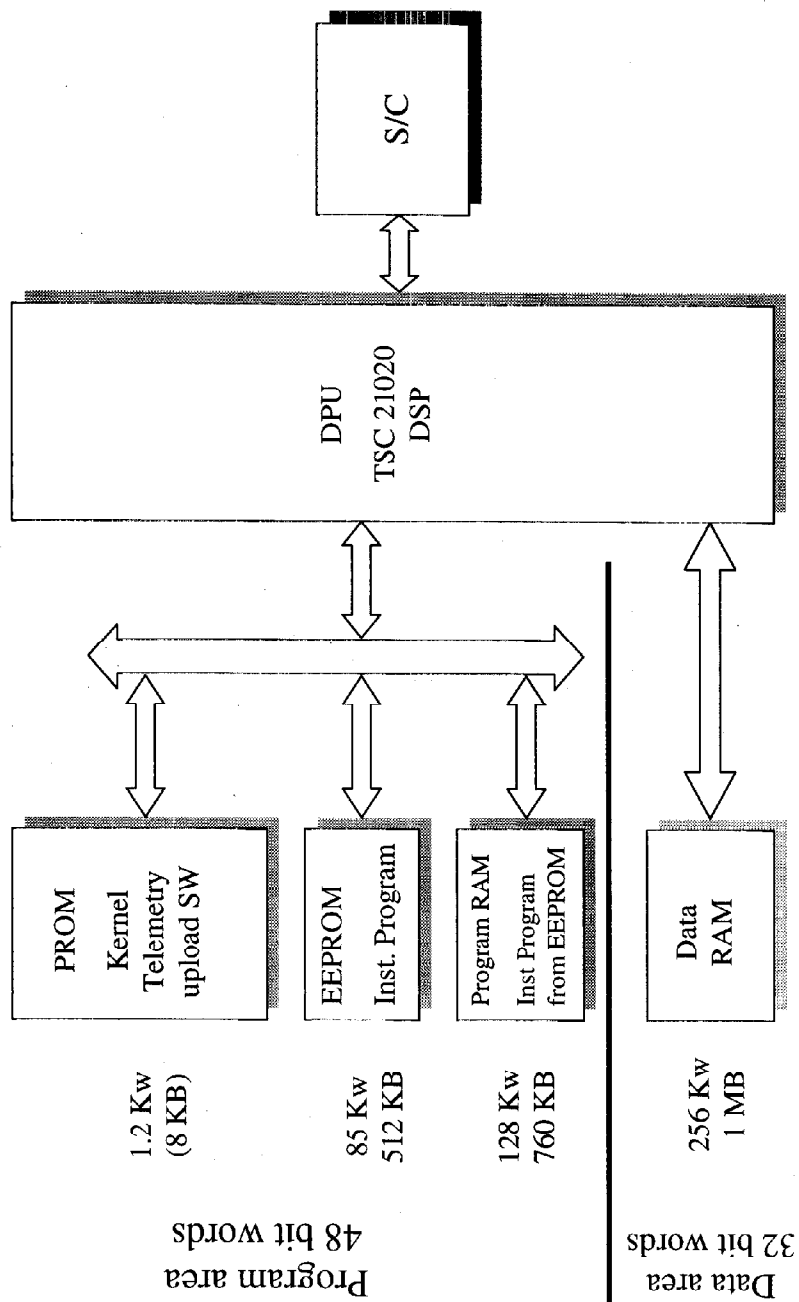 Program area
48 bit words
1.2 Kw
(8 KB)
PROM
Kernel
Telemetry
upload SW
85 Kw
512 KB
EEPROM
Inst. Program
128 Kw
760 KB
Program RAM
Inst Program
from EEPROM
DPU
TSC 21020
DSP
S/C
Data area
32 bit words
256 Kw
1 MB
Data
RAM